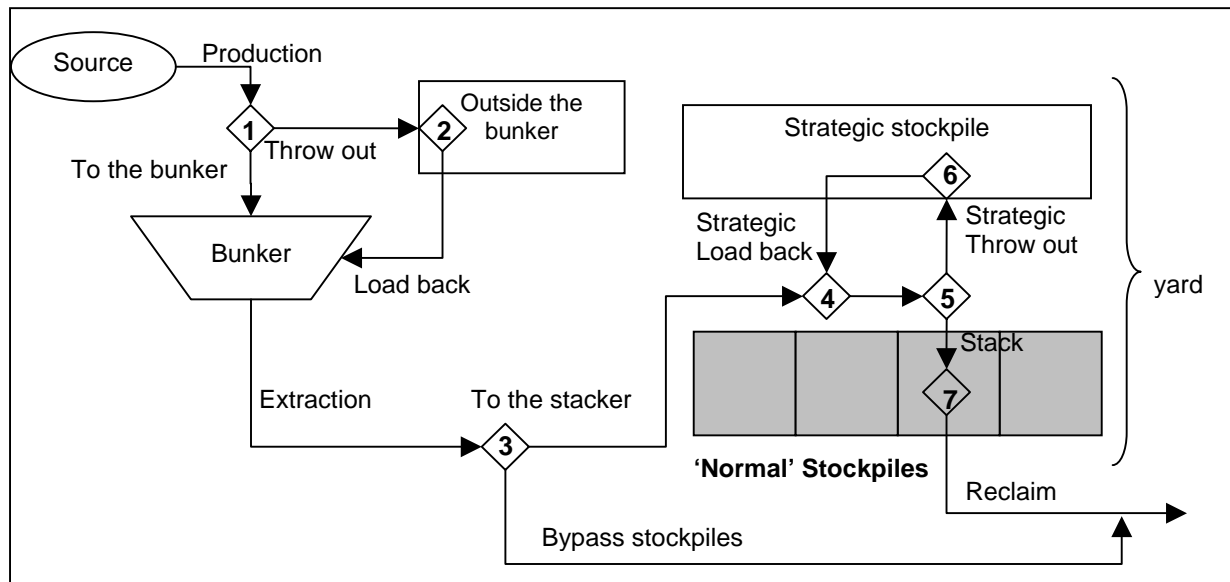 Source
Production
1
Throw out
2
Outside the
bunker
To the bunker
Bunker
Load back
Extraction
3
To the stacker
Bypass stockpiles
Strategic stockpile
6
Strategic
Load back
Strategic
Throw out
4
5
Stack
7
'Normal' Stockpiles
Reclaim
yard